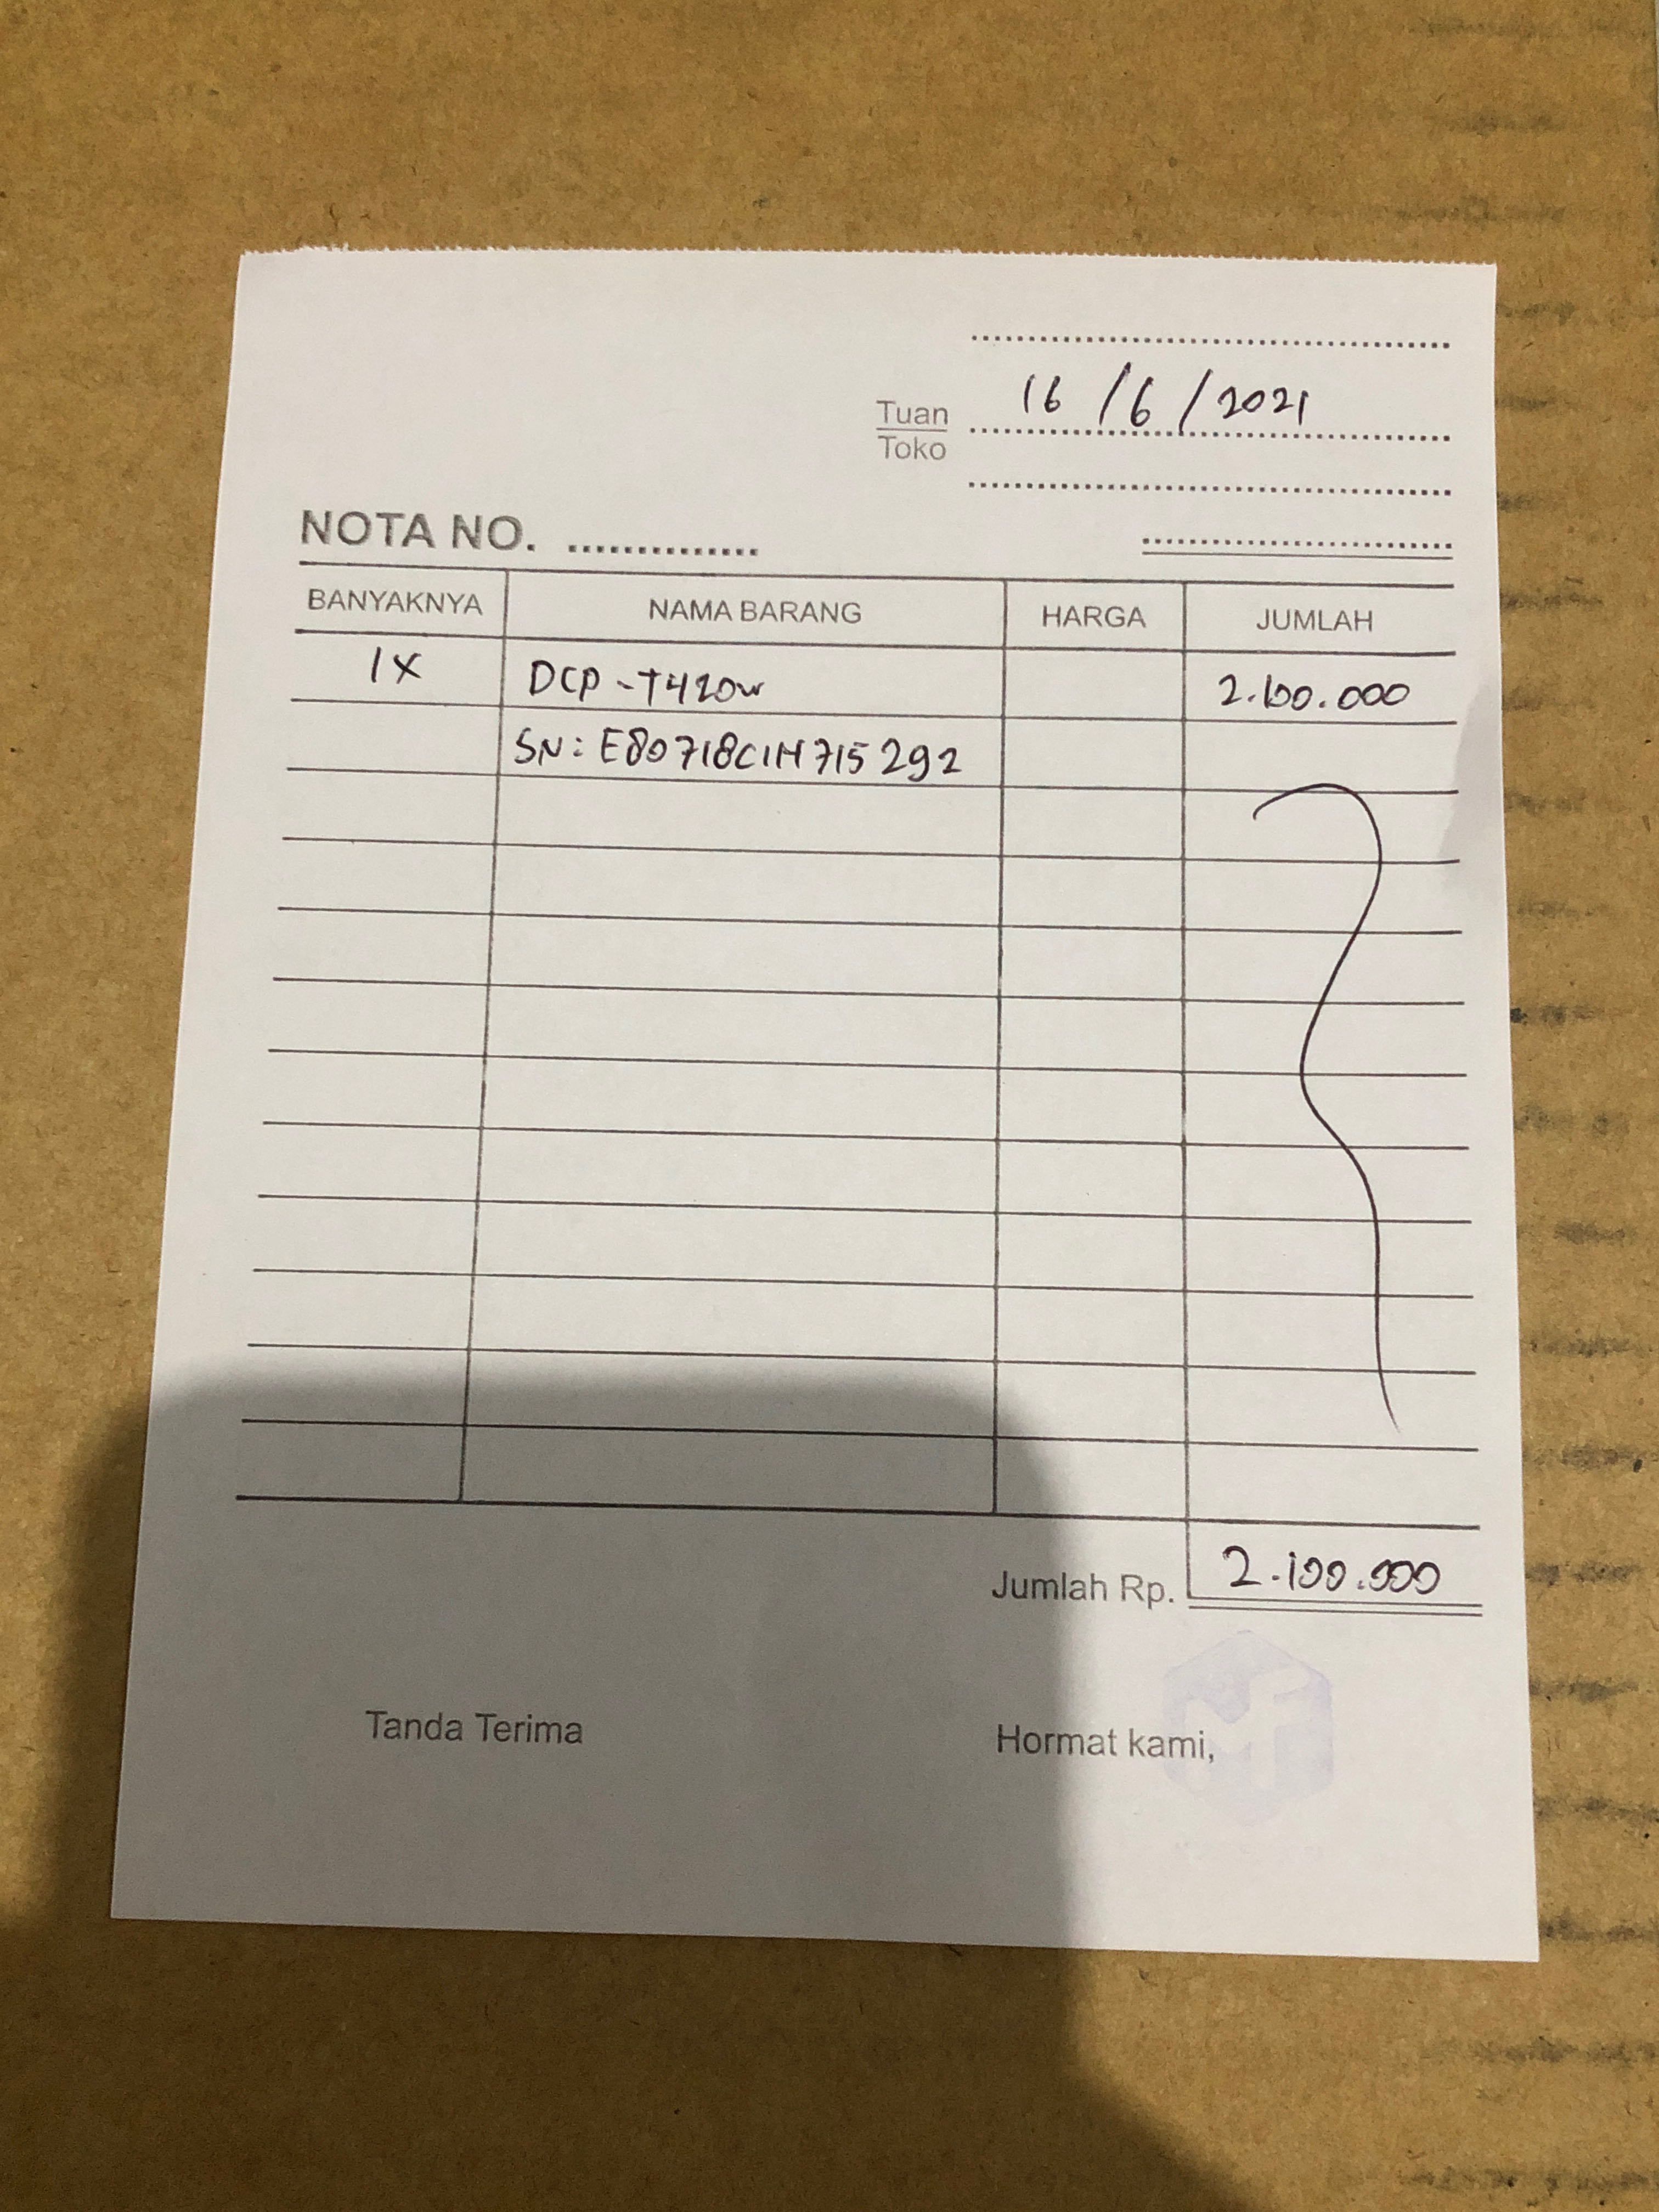 16/6/2021
Tuan
Toko
NOTA NO. ..............
BANYAKNYA NAMA BARANG HARGA JUMLAH
1X DCP-T420w 2.100.000
SN: E80718C1H715292
Jumlah Rp. 2.100.000
Tanda Terima Hormat kami,